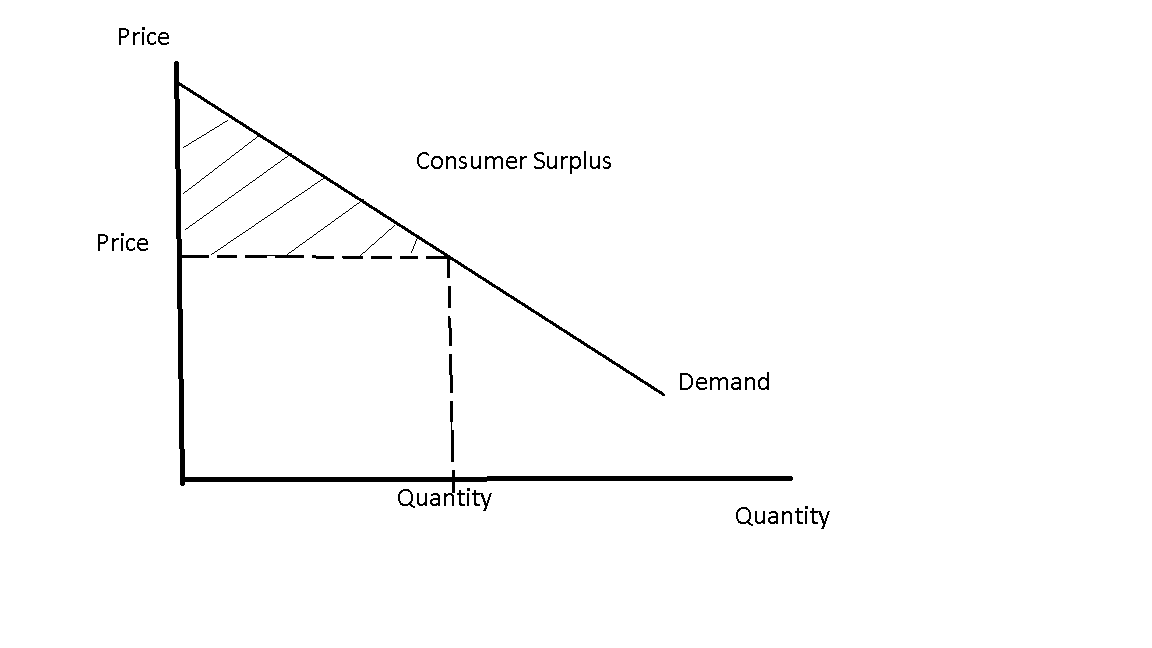 Price
Consumer Surplus
Price
Demand
Quantity
Quantity